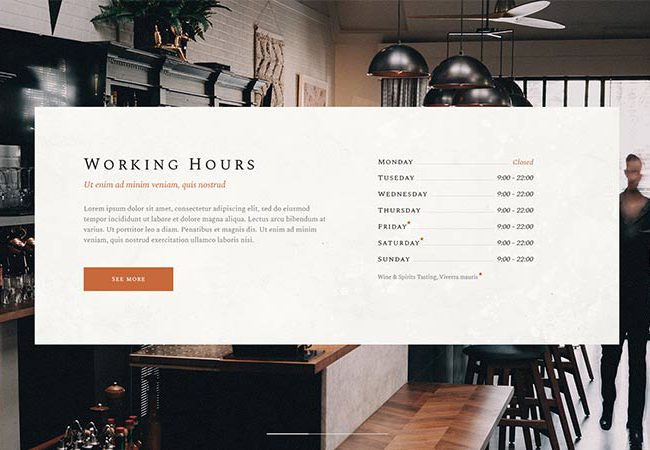 Working Hours
Ut enim ad minim veniam, quis nostrud
Lorem ipsum dolor sit amet, consectetur adipiscing elit, sed do eiusmod
tempor incididunt ut labore et dolore magna aliqua. Lectus arcu bibendum at
varius. Ut porttitor leo a diam. Penatibus et magnis dis. Ut enim ad minim
veniam, quis nostrud exercitation ullamco laboris nisi.
See more
Monday Closed
Tuseday 9:00 - 22:00
Wednesday 9:00 - 22:00
Thursday 9:00 - 22:00
Friday* 9:00 - 22:00
Saturday* 9:00 - 22:00
Sunday 9:00 - 22:00
Wine & Spirits Tasting, Viverra mauris*